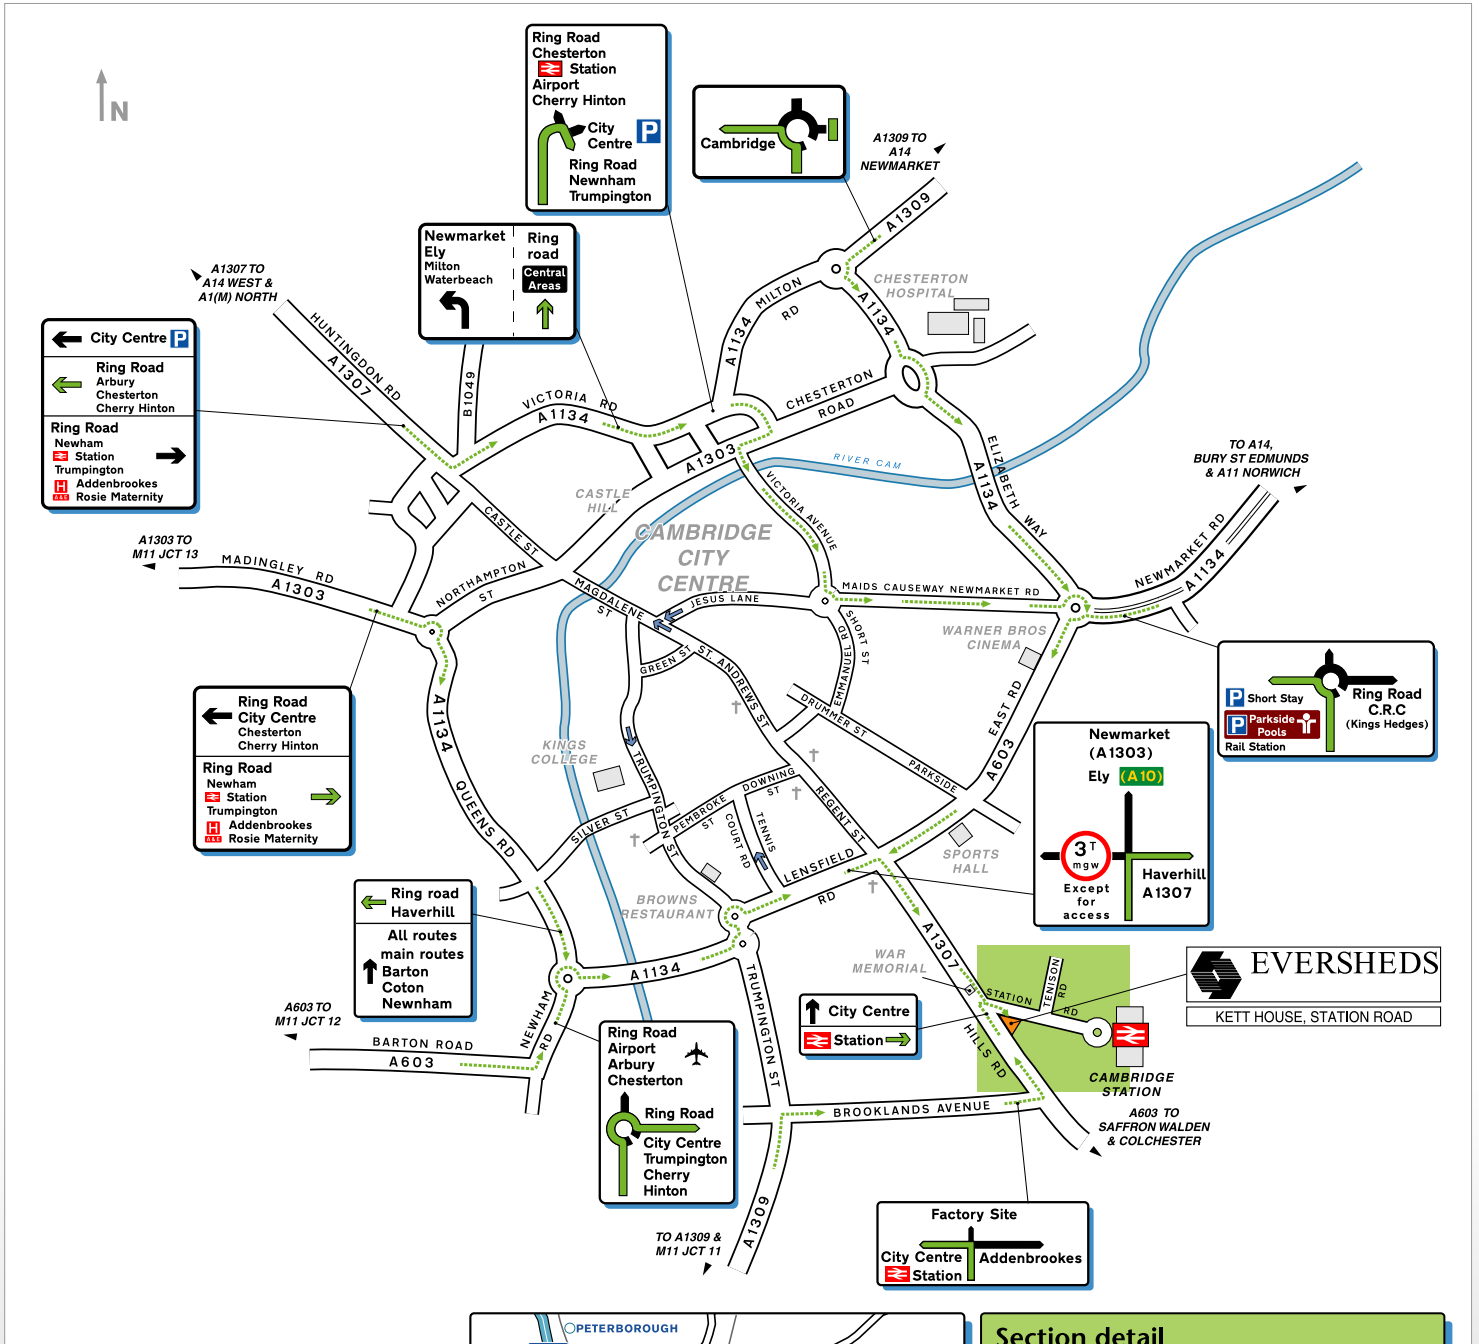 N
Ring Road
Chesterton
Station
Airport
Cherry Hinton
City
Centre
P
Ring Road
Newnham
Trumpington
Cambridge
A1309 TO
A14
NEWMARKET
A1309
Newmarket
Ely
Milton
Waterbeach
Ring
road
Central
Areas
A1307 TO
A14 WEST &
A1(M) NORTH
CHESTERTON
HOSPITAL
MILTON
RD
A1134
A1134
City Centre P
Ring Road
Arbury
Chesterton
Cherry Hinton
Ring Road
Newham
Station
Trumpington
H Addenbrookes
A&E Rosie Maternity
HUNTINGDON RD
A1307
B1049
VICTORIA RD
A1134
CHESTERTON
ROAD
A1303
RIVER CAM
ELIZABETH WAY
A1134
TO A14,
BURY ST EDMUNDS
& A11 NORWICH
CASTLE
HILL
CASTLE ST
VICTORIA AVENUE
CAMBRIDGE
CITY
CENTRE
A1303 TO
M11 JCT 13
MADINGLEY RD
A1303
NORTHAMPTON
ST
MAGDALENE
ST
JESUS LANE
MAIDS CAUSEWAY NEWMARKET RD
NEWMARKET RD
A1134
WARNER BROS
CINEMA
SHORT ST
EMMANUEL RD
GREEN ST
ST ANDREWS ST
DRUMMER ST
PARKSIDE
EAST RD
A603
P Short Stay
P Parkside
Pools
Rail Station
Ring Road
C.R.C
(Kings Hedges)
Ring Road
City Centre
Chesterton
Cherry Hinton
Ring Road
Newham
Station
Trumpington
H Addenbrookes
A&E Rosie Maternity
A1134
QUEENS RD
KINGS
COLLEGE
TRUMPINGTON ST
SILVER ST
PEMBROKE
ST
DOWNING
ST
TENNIS
COURT RD
REGENT ST
LENSFIELD
RD
SPORTS
HALL
Newmarket
(A1303)
Ely (A10)
3T
mgw
Except
for
access
Haverhill
A1307
Ring road
Haverhill
All routes
main routes
Barton
Coton
Newnham
BROWNS
RESTAURANT
A1134
WAR
MEMORIAL
A1307
STATION
RD
TENISON
RD
EVERSHEDS
KETT HOUSE, STATION ROAD
City Centre
Station
HILLS RD
CAMBRIDGE
STATION
A603 TO
M11 JCT 12
BARTON ROAD
A603
NEWHAM
RD
Ring Road
Airport
Arbury
Chesterton
Ring Road
City Centre
Trumpington
Cherry
Hinton
TRUMPINGTON ST
BROOKLANDS AVENUE
A603 TO
SAFFRON WALDEN
& COLCHESTER
A1309
TO A1309 &
M11 JCT 11
Factory Site
City Centre
Station
Addenbrookes
PETERBOROUGH
Section detail